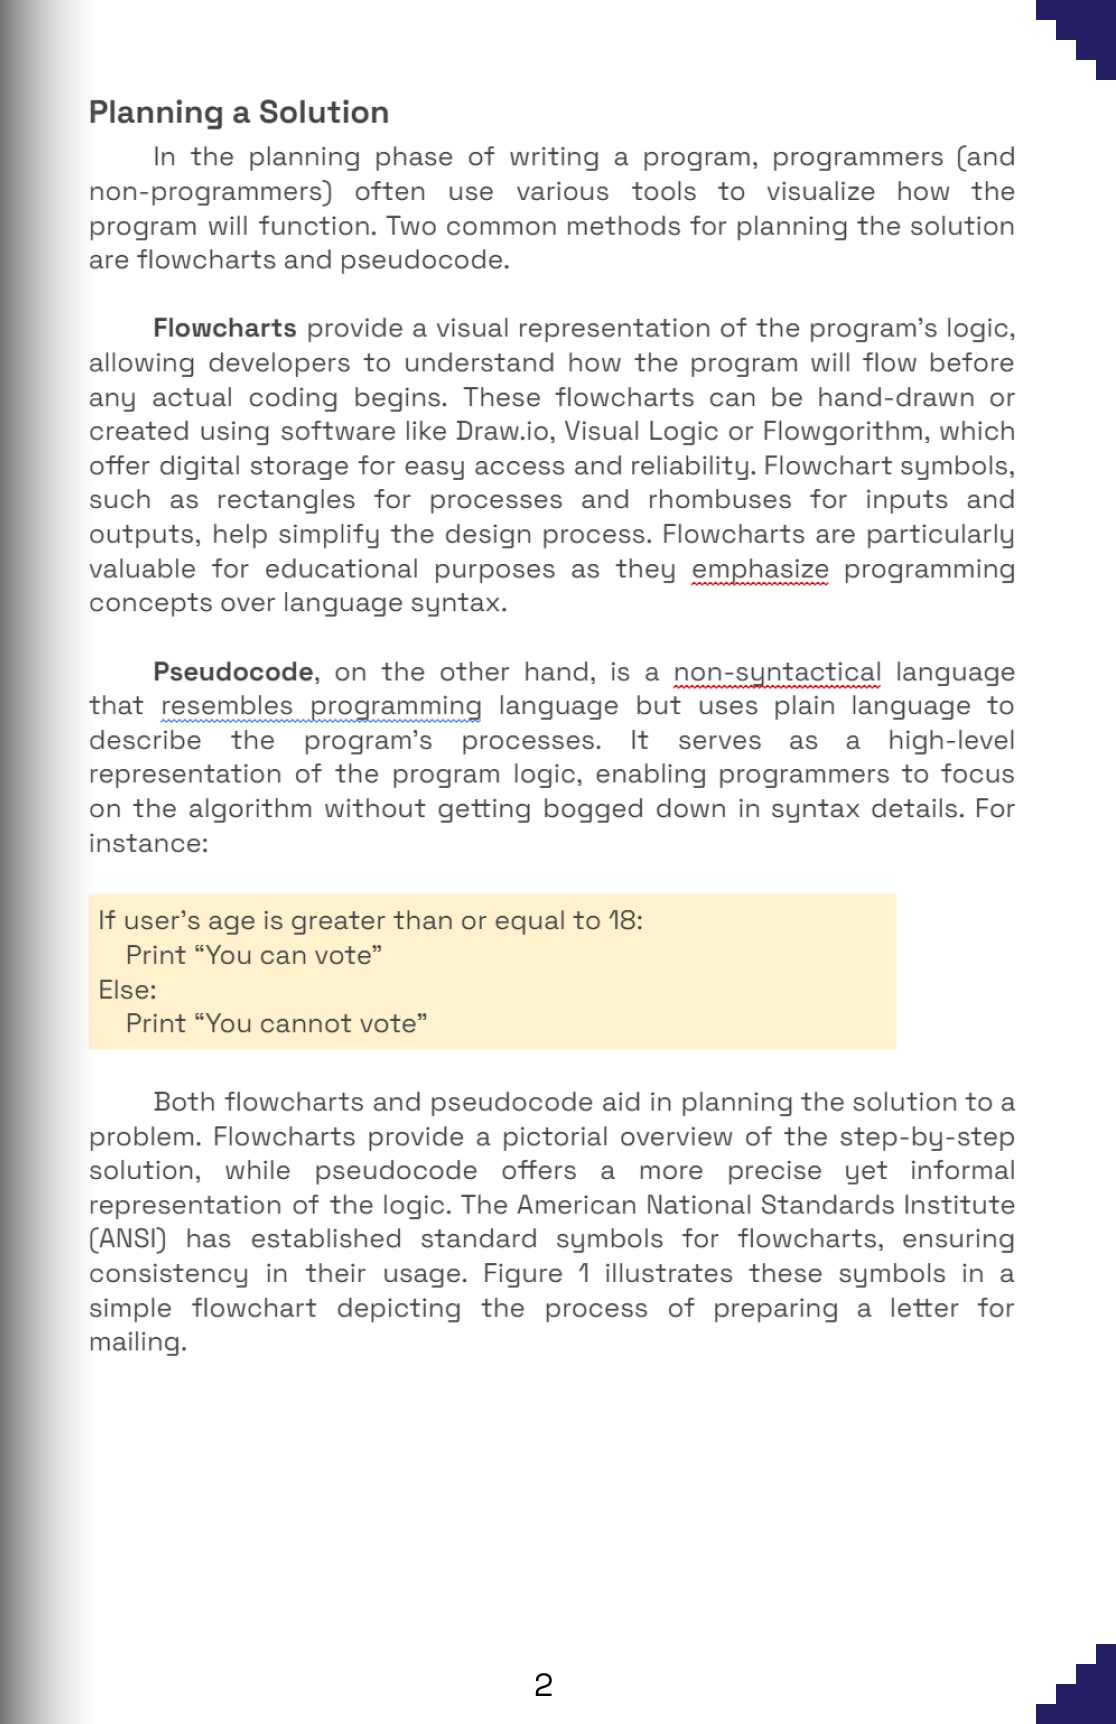 Planning a Solution
In the planning phase of writing a program, programmers (and
non-programmers) often use various tools to visualize how the
program will function. Two common methods for planning the solution
are flowcharts and pseudocode.
Flowcharts provide a visual representation of the program's logic,
allowing developers to understand how the program will flow before
any actual coding begins. These flowcharts can be hand-drawn or
created using software like Draw.io, Visual Logic or Flowgorithm, which
offer digital storage for easy access and reliability. Flowchart symbols,
such as rectangles for processes and rhombuses for inputs and
outputs, help simplify the design process. Flowcharts are particularly
valuable for educational purposes as they emphasize programming
concepts over language syntax.
Pseudocode, on the other hand, is a non-syntactical language
that resembles programming language but uses plain language to
describe the program's processes. It serves as a high-level
representation of the program logic, enabling programmers to focus
on the algorithm without getting bogged down in syntax details. For
instance:
If user's age is greater than or equal to 18:
Print “You can vote”
Else:
Print “You cannot vote”
Both flowcharts and pseudocode aid in planning the solution to a
problem. Flowcharts provide a pictorial overview of the step-by-step
solution, while pseudocode offers a more precise yet informal
representation of the logic. The American National Standards Institute
(ANSI) has established standard symbols for flowcharts, ensuring
consistency in their usage. Figure 1 illustrates these symbols in a
simple flowchart depicting the process of preparing a letter for
mailing.
2